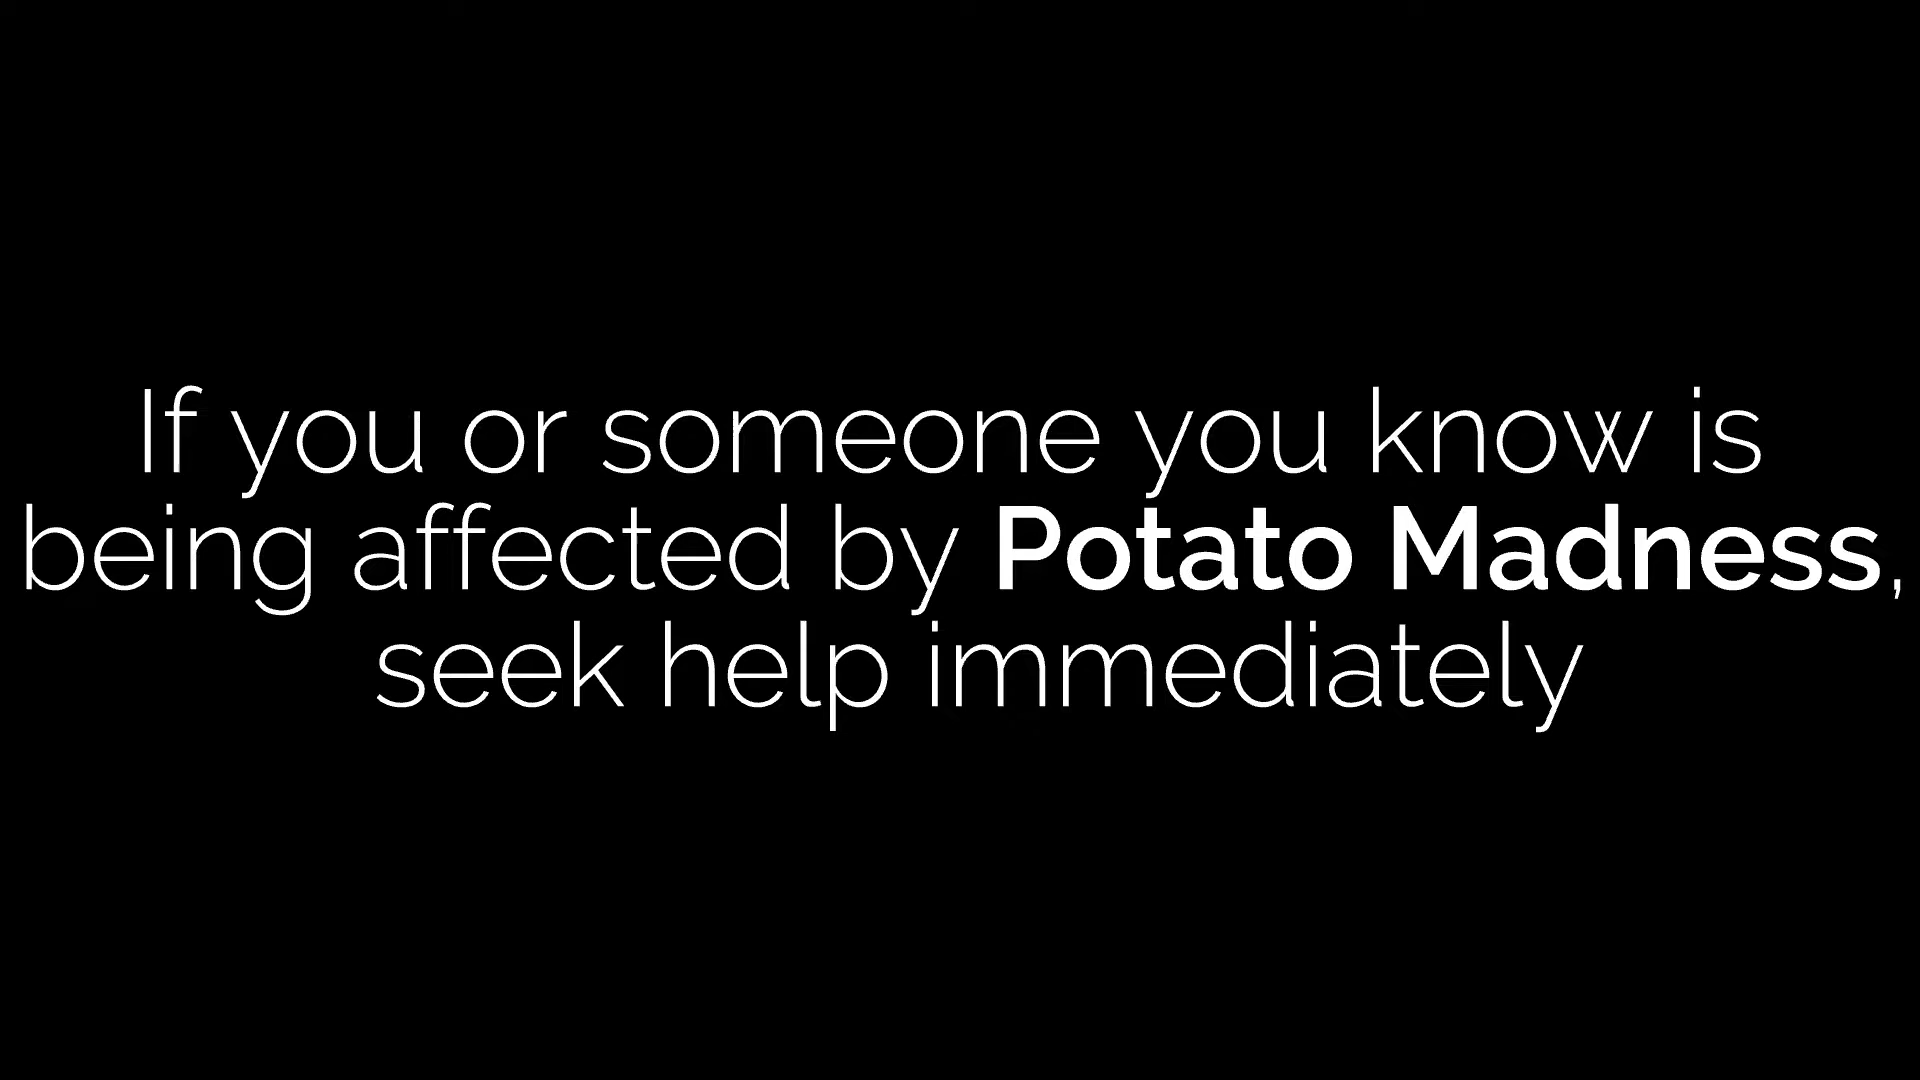 If you or someone you know is
being affected by Potato Madness,
seek help immediately